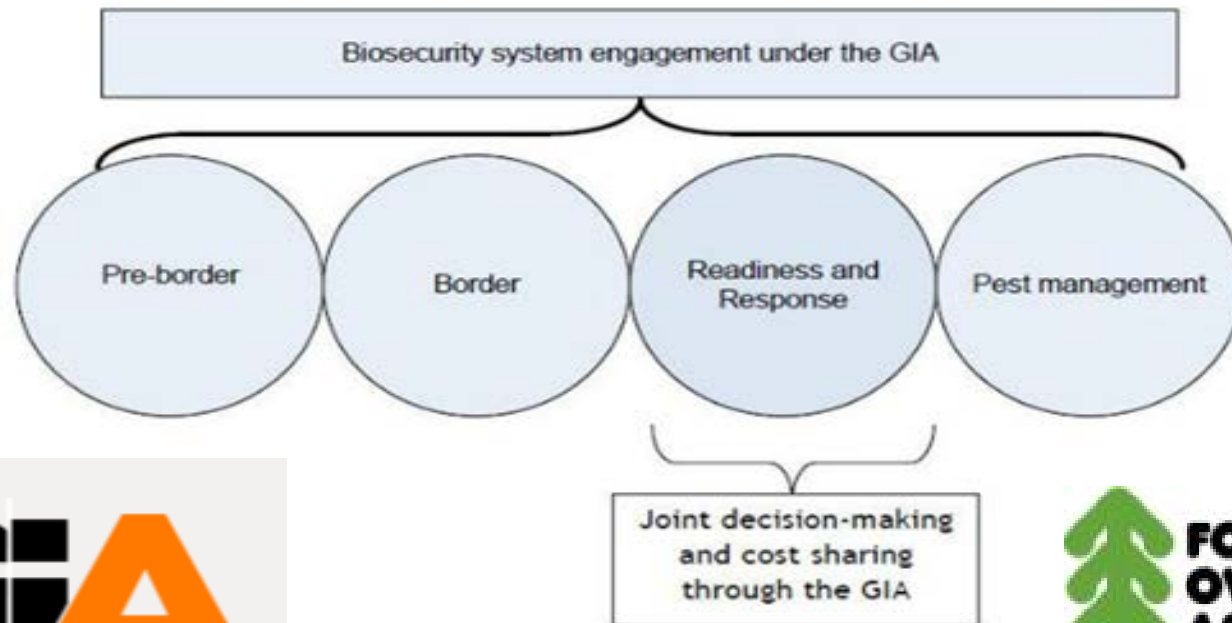 Biosecurity system engagement under the GIA
Pre-border
Border
Readiness and
Response
Pest management
Joint decision-making
and cost sharing
through the GIA